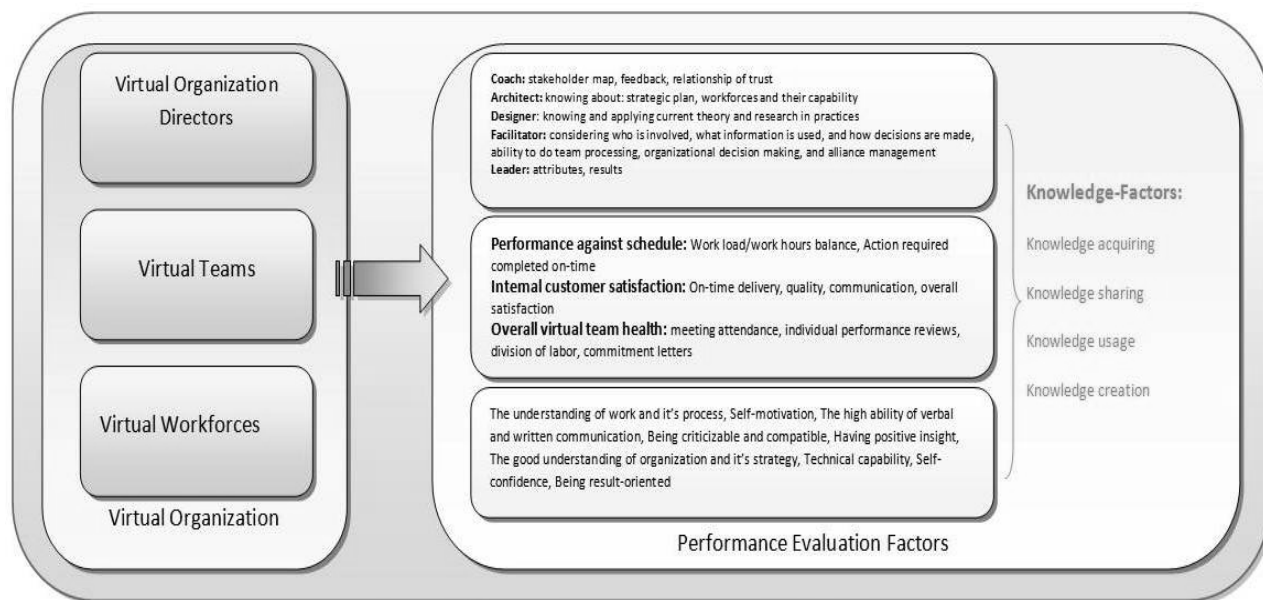 Virtual Organization
Directors
Virtual Teams
Virtual Workforces
Virtual Organization
Coach: stakeholder map, feedback, relationship of trust
Architect: knowing about: strategic plan, workforces and their capability
Designer: knowing and applying current theory and research in practices
Facilitator: considering who is involved, what information is used, and how decisions are made,
ability to do team processing, organizational decision making, and alliance management
Leader: attributes, results
Performance against schedule: Work load/work hours balance, Action required
completed on-time
Internal customer satisfaction: On-time delivery, quality, communication, overall
satisfaction
Overall virtual team health: meeting attendance, individual performance reviews,
division of labor, commitment letters
The understanding of work and it's process, Self-motivation, The high ability of verbal
and written communication, Being criticizable and compatible, Having positive insight,
The good understanding of organization and it's strategy, Technical capability, Self-
confidence, Being result-oriented
Knowledge-Factors:
Knowledge acquiring
Knowledge sharing
Knowledge usage
Knowledge creation
Performance Evaluation Factors